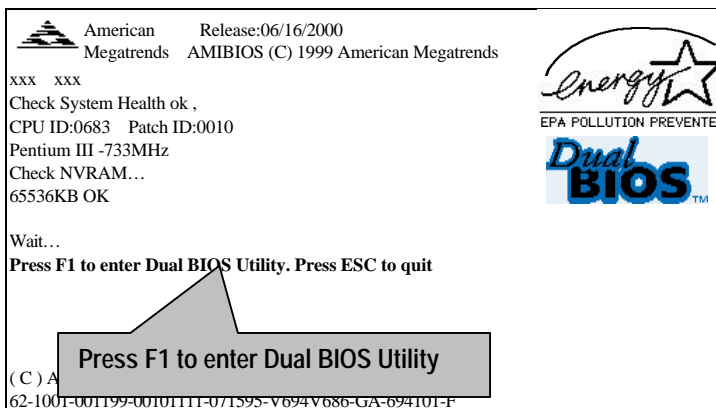 American Release:06/16/2000
Megatrends AMIBIOS (C) 1999 American Megatrends
xxx xxx
Check System Health ok ,
CPU ID:0683 Patch ID:0010
Pentium III -733MHz
Check NVRAM…
65536KB OK
Wait…
Press F1 to enter Dual BIOS Utility. Press ESC to quit
Press F1 to enter Dual BIOS Utility
( C ) A
62-1001-001199-00101111-071595-V694V686-GA-694101-F
energy
EPA POLLUTION PREVENTE
Dual
BIOS
TM